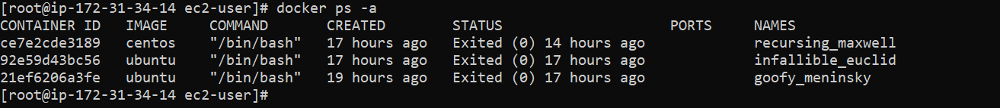 [root@ip-172-31-34-14 ec2-user]# docker ps -a
CONTAINER ID   IMAGE    COMMAND       CREATED        STATUS                    PORTS    NAMES
ce7e2cde3189   centos   "/bin/bash"   17 hours ago   Exited (0) 14 hours ago            recursing_maxwell
92e59d43bc56   ubuntu   "/bin/bash"   17 hours ago   Exited (0) 17 hours ago            infallible_euclid
21ef6206a3fe   ubuntu   "/bin/bash"   19 hours ago   Exited (0) 17 hours ago            goofy_meninsky
[root@ip-172-31-34-14 ec2-user]#